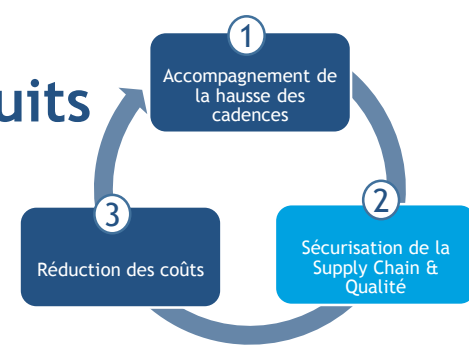 1
Accompagnement de
la hausse des
cadences
uits
2
Sécurisation de la
Supply Chain &
Qualité
3
Réduction des coûts